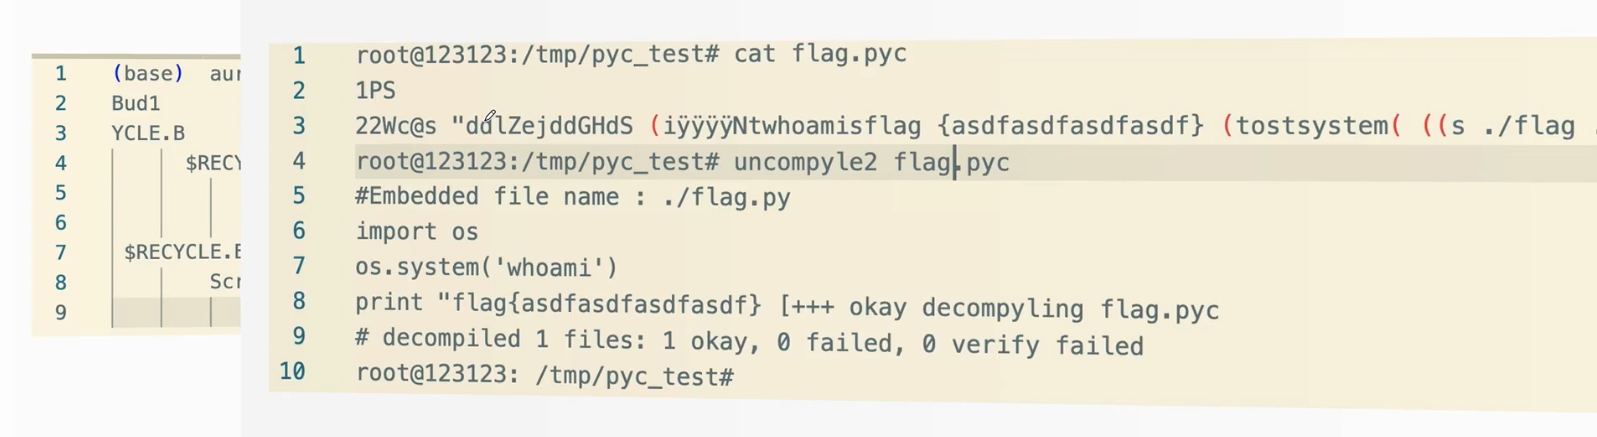 1 (base) aur
2 Bud1
3 YCLE.B
4 $RECY
5
6
7 $RECYCLE.B
8 Scr
9
1 root@123123:/tmp/pyc_test# cat flag.pyc
2 1PS
3 22Wc@s "ddlZejddGHdS (iÿÿÿÿNtwhoamisflag {asdfasdfasdfasdf} (tostsystem( ((s ./flag
4 root@123123:/tmp/pyc_test# uncompyle2 flag.pyc
5 #Embedded file name : ./flag.py
6 import os
7 os.system('whoami')
8 print "flag{asdfasdfasdfasdf} [+++ okay decompyling flag.pyc
9 # decompiled 1 files: 1 okay, 0 failed, 0 verify failed
10 root@123123: /tmp/pyc_test#